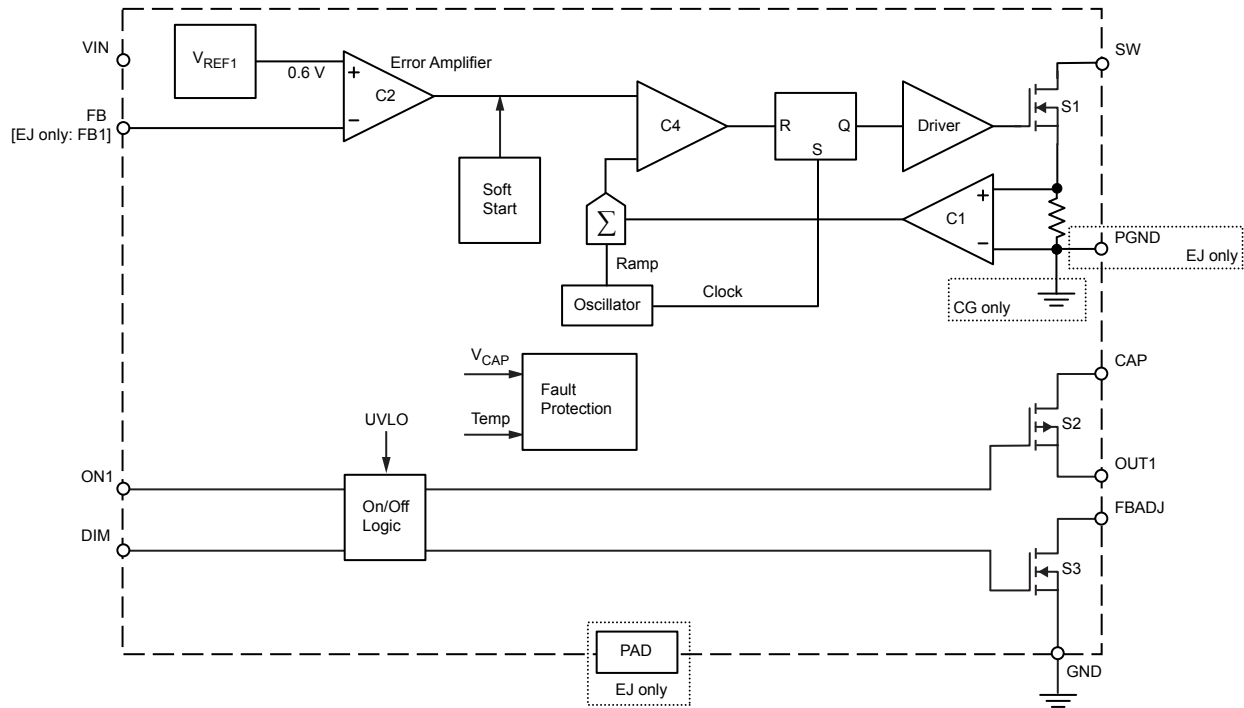 VIN
V_REF1
0.6 V
Error Amplifier
+
C2
−
FB
[EJ only: FB1]
Soft
Start
C4
R
Q
S
Driver
SW
S1
+
C1
−
Σ
Ramp
Oscillator
Clock
PGND
EJ only
CG only
V_CAP
Temp
Fault
Protection
CAP
S2
OUT1
UVLO
ON1
On/Off
Logic
DIM
FBADJ
S3
PAD
EJ only
GND